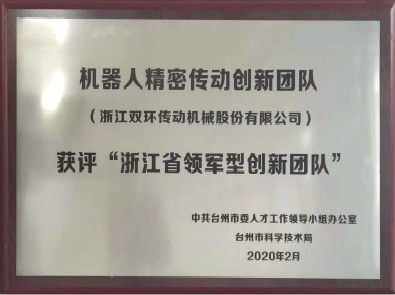 机器人精密传动创新团队
（浙江双环传动机械股份有限公司）
获评“浙江省领军型创新团队”
中共台州市委人才工作领导小组办公室
台州市科学技术局
2020年2月